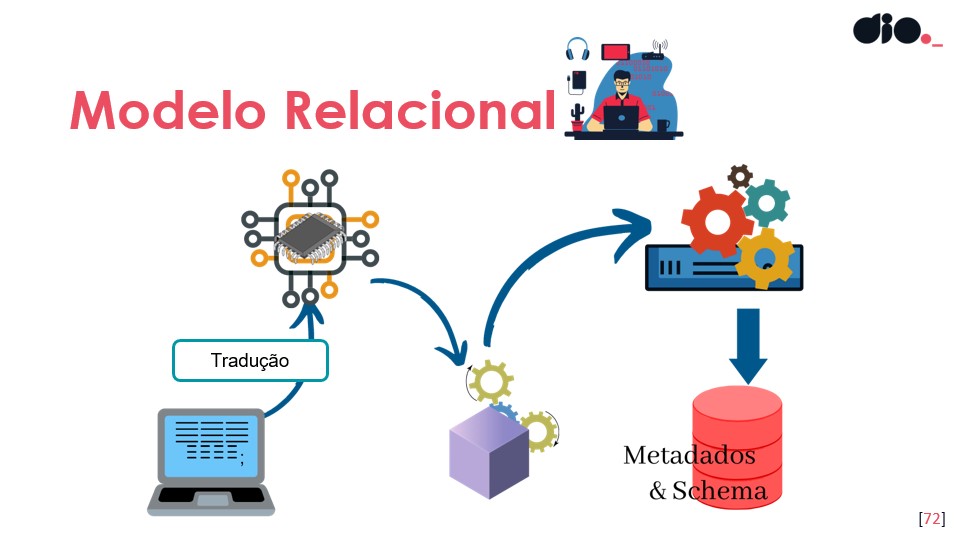 dio._
Modelo Relacional
Tradução
;
Metadados
& Schema
[72]